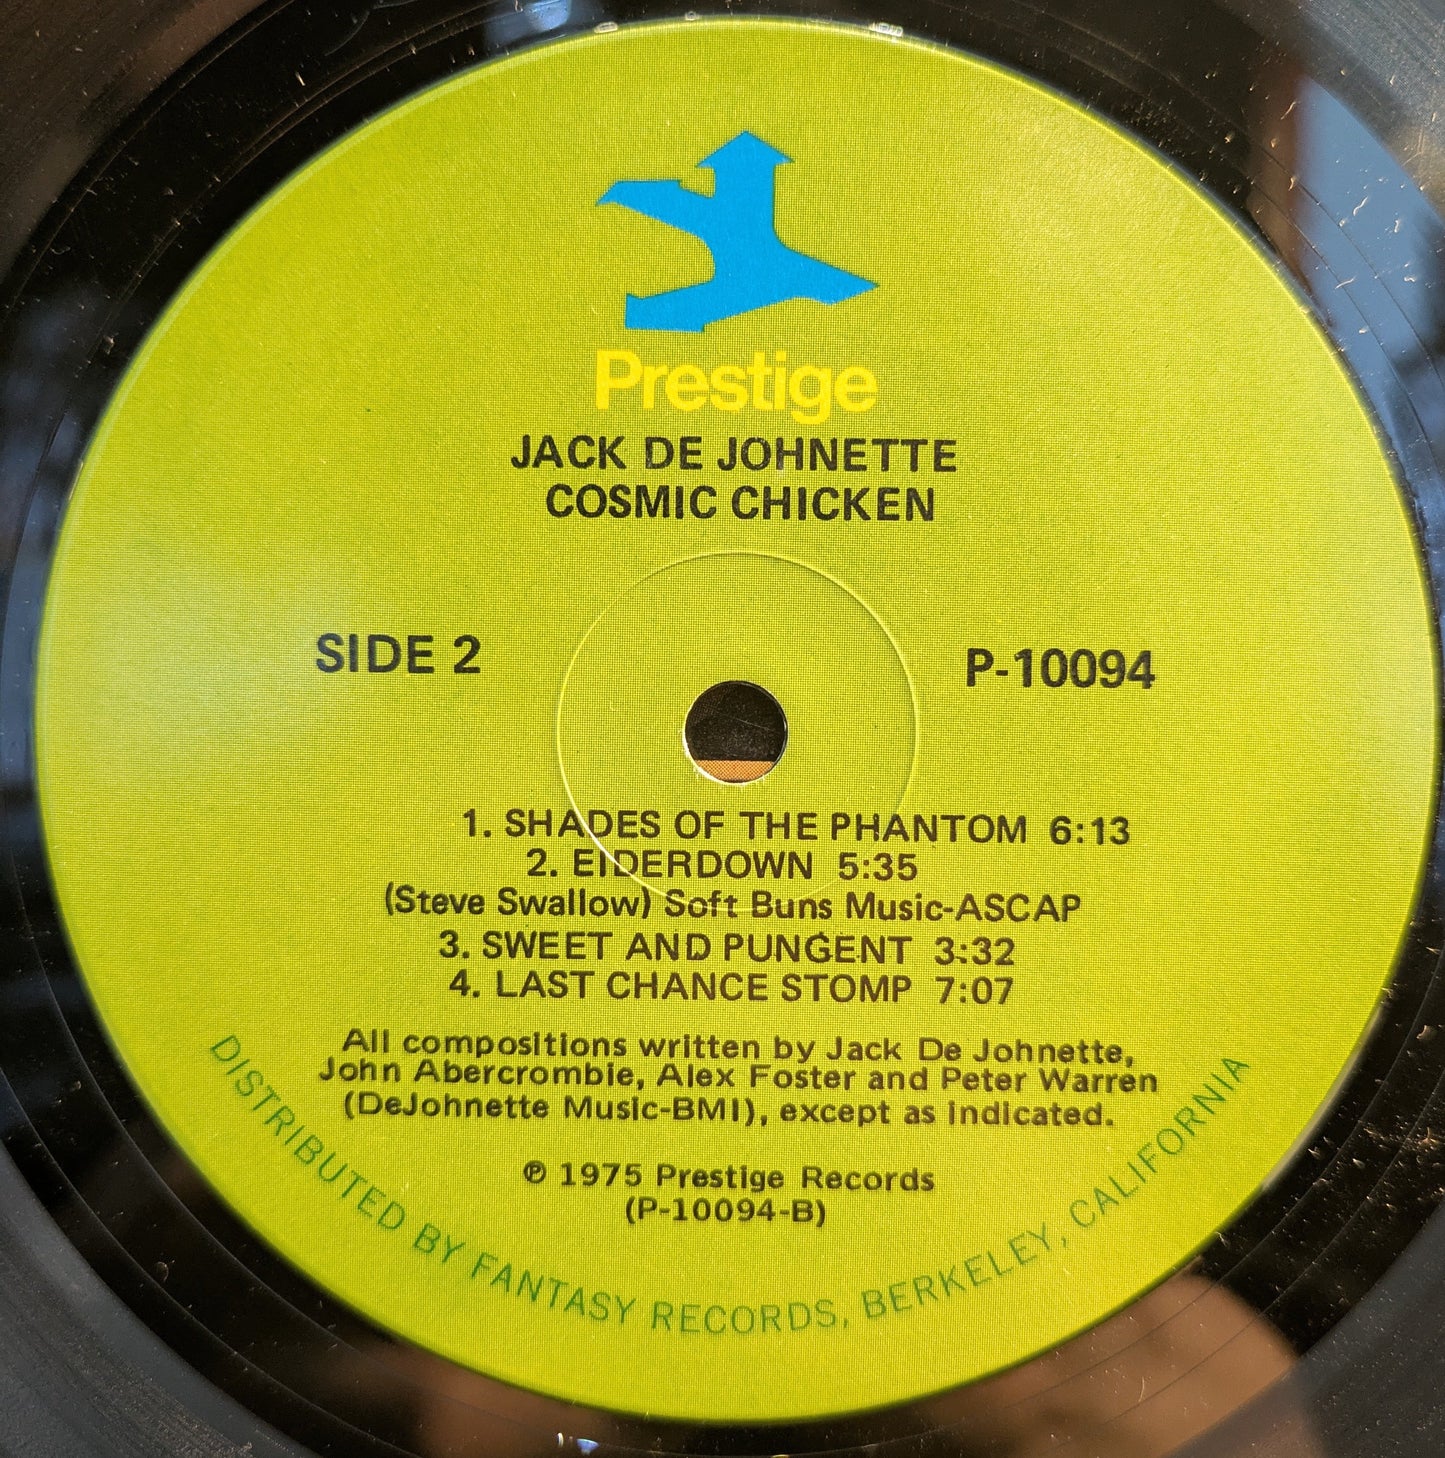 Prestige
JACK DE JOHNETTE
COSMIC CHICKEN
SIDE 2
P-10094
1. SHADES OF THE PHANTOM 6:13
2. EIDERDOWN 5:35
(Steve Swallow) Soft Buns Music-ASCAP
3. SWEET AND PUNGENT 3:32
4. LAST CHANCE STOMP 7:07
All compositions written by Jack De Johnette,
John Abercrombie, Alex Foster and Peter Warren
(DeJohnette Music-BMI), except as indicated.
℗ 1975 Prestige Records
(P-10094-B)
DISTRIBUTED BY FANTASY RECORDS, BERKELEY, CALIFORNIA